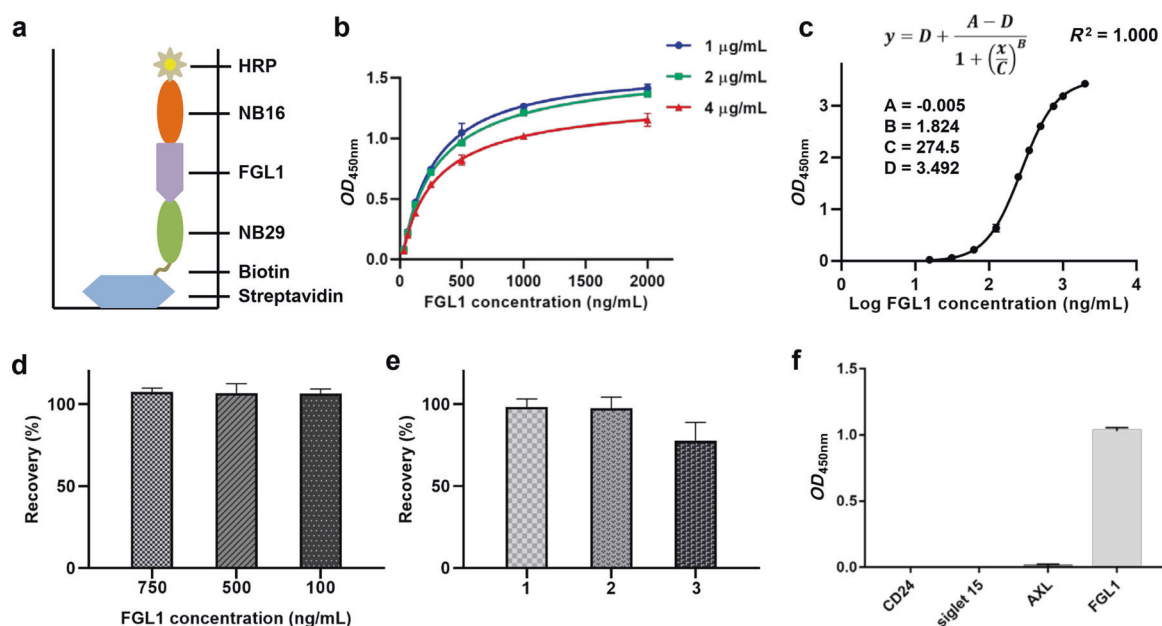 a
HRP
NB16
FGL1
NB29
Biotin
Streptavidin
b
1 μg/mL
2 μg/mL
4 μg/mL
OD450nm
1.5
1.0
0.5
0.0
0 500 1000 1500 2000
FGL1 concentration (ng/mL)
c
y = D + (A − D) / (1 + (x/C)^B)
R² = 1.000
A = -0.005
B = 1.824
C = 274.5
D = 3.492
OD450nm
3
2
1
0
0 1 2 3 4
Log FGL1 concentration (ng/mL)
d
Recovery (%)
100
50
0
750 500 100
FGL1 concentration (ng/mL)
e
Recovery (%)
100
50
0
1 2 3
f
OD450nm
1.5
1.0
0.5
0.0
CD24
siglet 15
AXL
FGL1